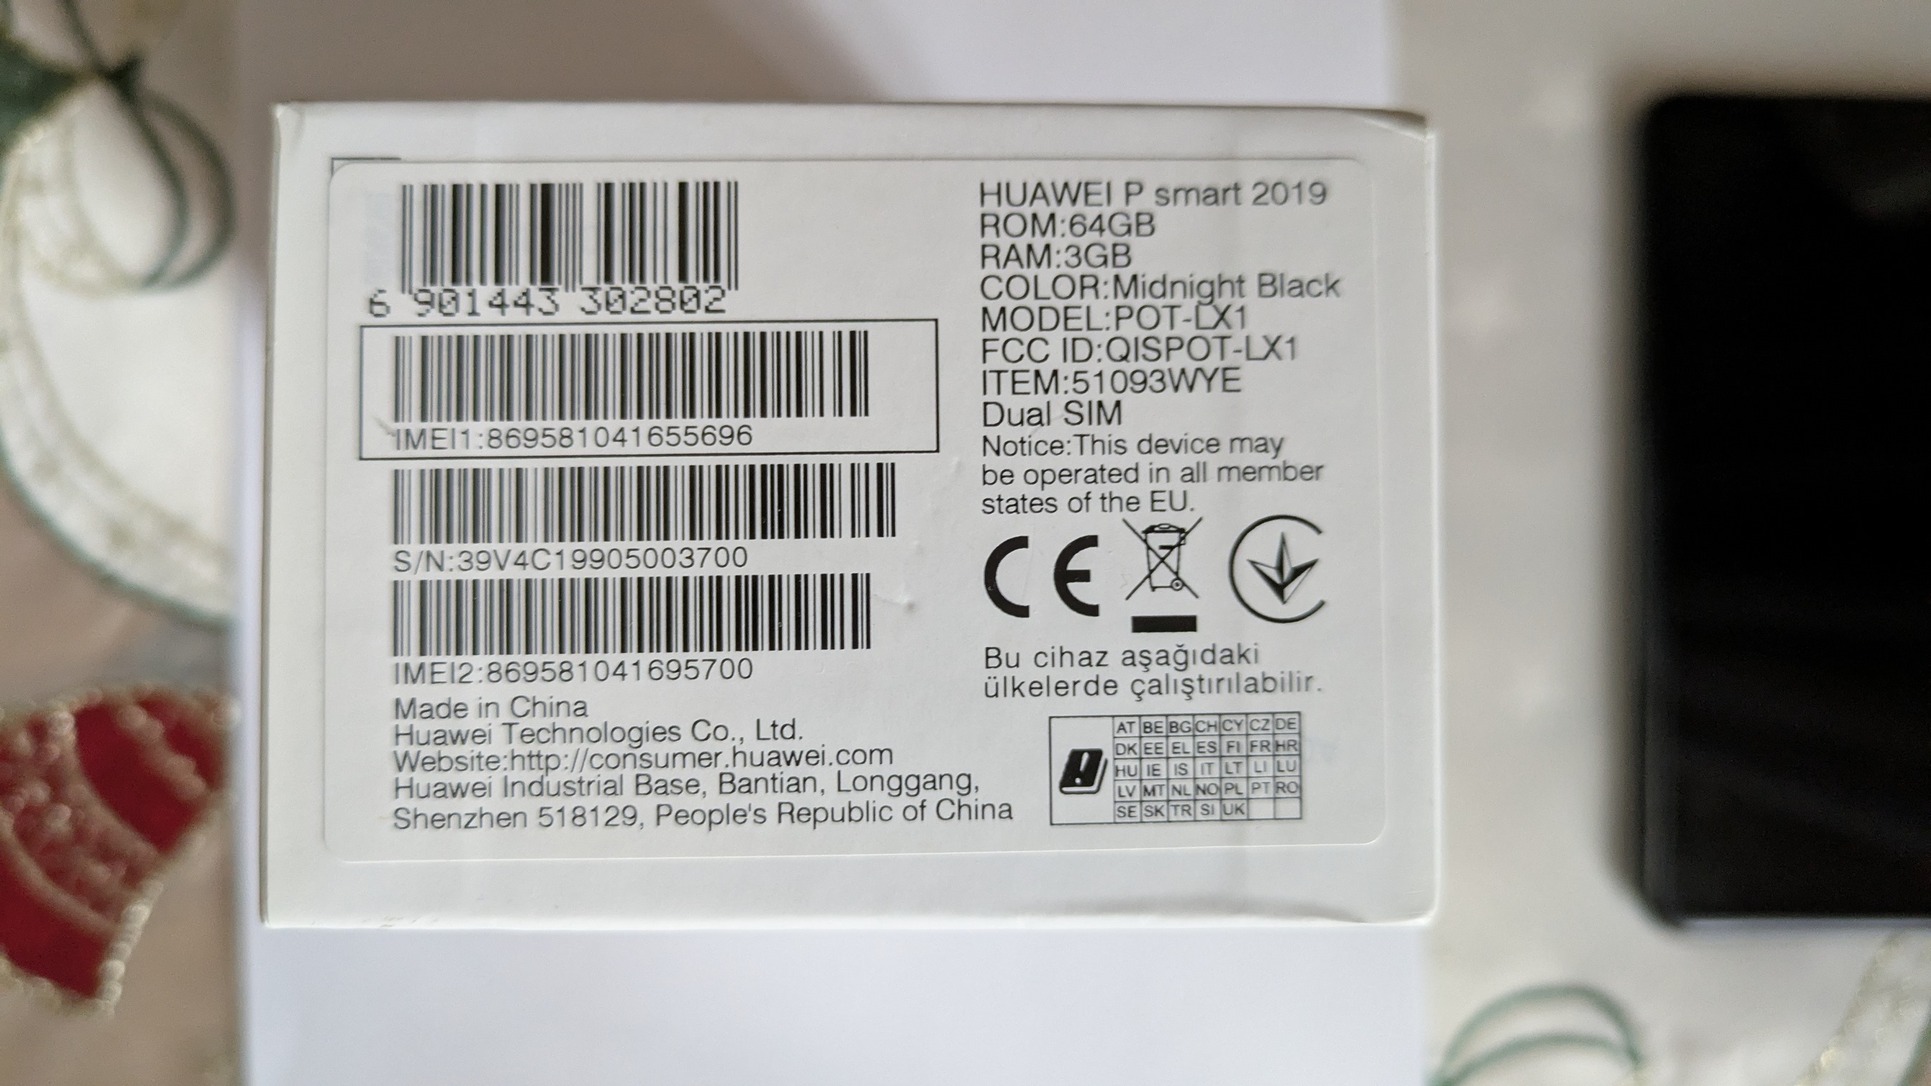 6 901443 302802
IMEI1:869581041655696
S/N:39V4C19905003700
IMEI2:869581041695700
Made in China
Huawei Technologies Co., Ltd.
Website:http://consumer.huawei.com
Huawei Industrial Base, Bantian, Longgang,
Shenzhen 518129, People's Republic of China
HUAWEI P smart 2019
ROM:64GB
RAM:3GB
COLOR:Midnight Black
MODEL:POT-LX1
FCC ID:QISPOT-LX1
ITEM:51093WYE
Dual SIM
Notice:This device may
be operated in all member
states of the EU.
CE
Bu cihaz aşağıdaki
ülkelerde çalıştırılabilir.
AT BE BG CH CY CZ DE
DK EE EL ES FI FR HR
HU IE IS IT LT LI LU
LV MT NL NO PL PT RO
SE SK TR SI UK